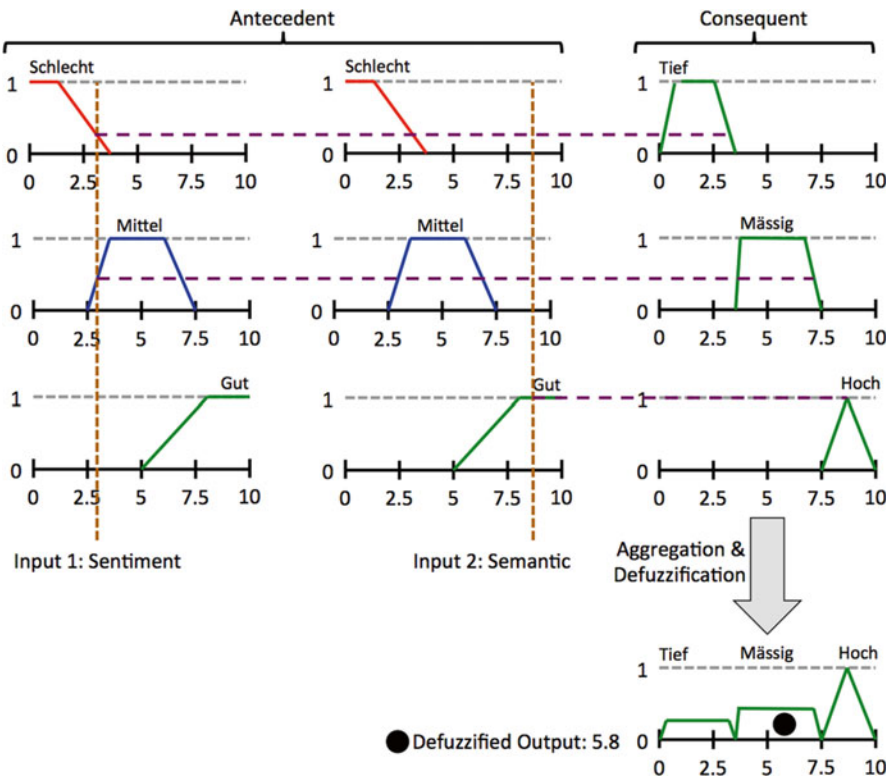 Antecedent Consequent
Schlecht Schlecht Tief
1 1 1
0 0 0
0 2.5 5 7.5 10 0 2.5 5 7.5 10 0 2.5 5 7.5 10
Mittel Mittel Mässig
1 1 1
0 0 0
0 2.5 5 7.5 10 0 2.5 5 7.5 10 0 2.5 5 7.5 10
Gut Gut Hoch
1 1 1
0 0 0
0 2.5 5 7.5 10 0 2.5 5 7.5 10 0 2.5 5 7.5 10
Input 1: Sentiment Input 2: Semantic
Aggregation &
Defuzzification
Tief Mässig Hoch
1
Defuzzified Output: 5.8 0
0 2.5 5 7.5 10